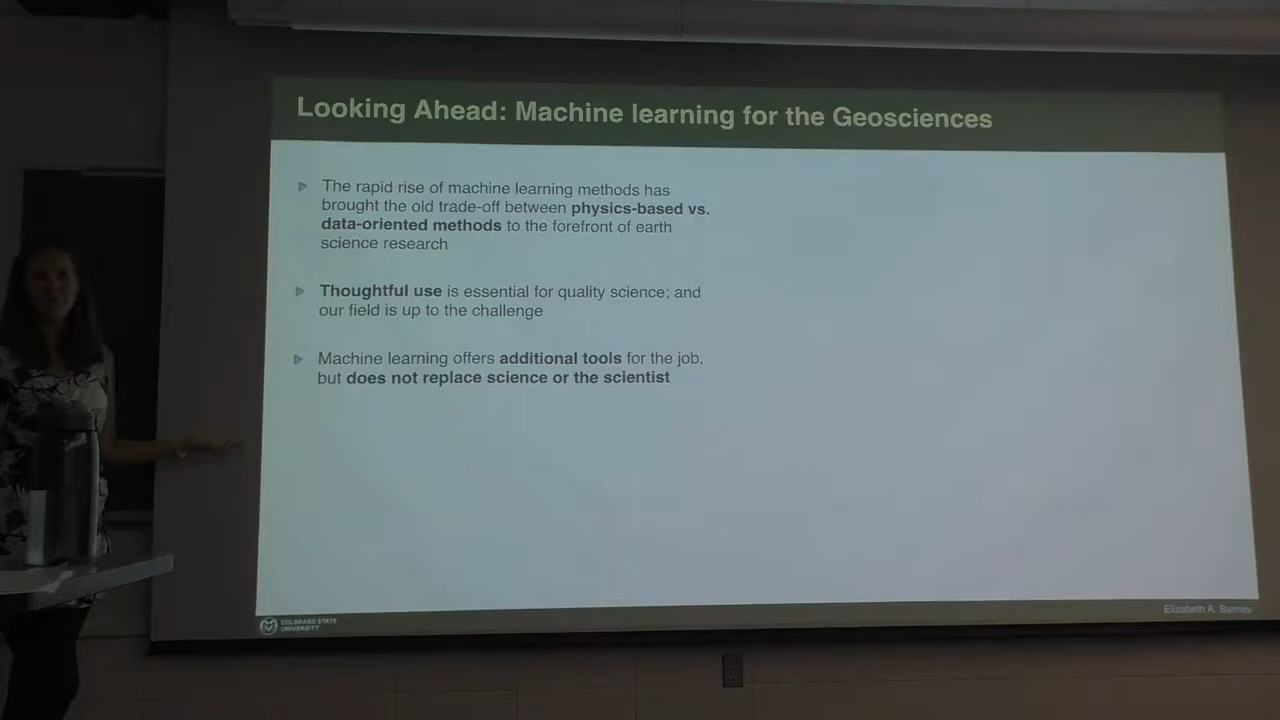 Looking Ahead: Machine learning for the Geosciences
The rapid rise of machine learning methods has
brought the old trade-off between physics-based vs.
data-oriented methods to the forefront of earth
science research
Thoughtful use is essential for quality science; and
our field is up to the challenge
Machine learning offers additional tools for the job,
but does not replace science or the scientist
COLORADO STATE
UNIVERSITY
Elizabeth A. Barnes